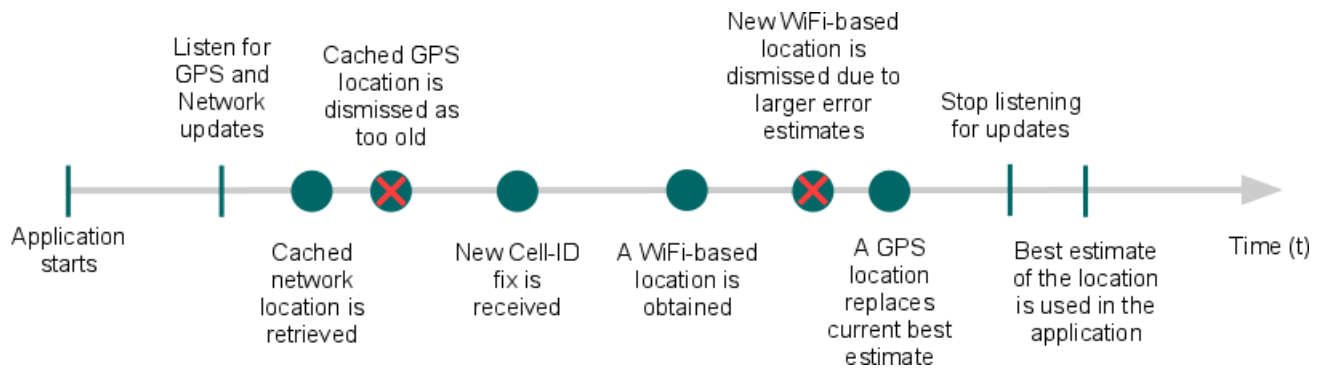 Listen for
GPS and
Network
updates
Cached GPS
location is
dismissed as
too old
New WiFi-based
location is
dismissed due to
larger error
estimates
Stop listening
for updates
Application
starts
Cached
network
location is
retrieved
New Cell-ID
fix is
received
A WiFi-based
location is
obtained
A GPS
location
replaces
current best
estimate
Best estimate
of the location
is used in the
application
Time (t)